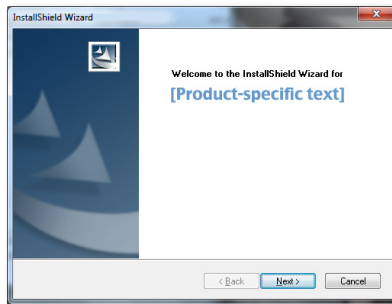 InstallShield Wizard
Welcome to the InstallShield Wizard for
[Product-specific text]
< Back
Next >
Cancel